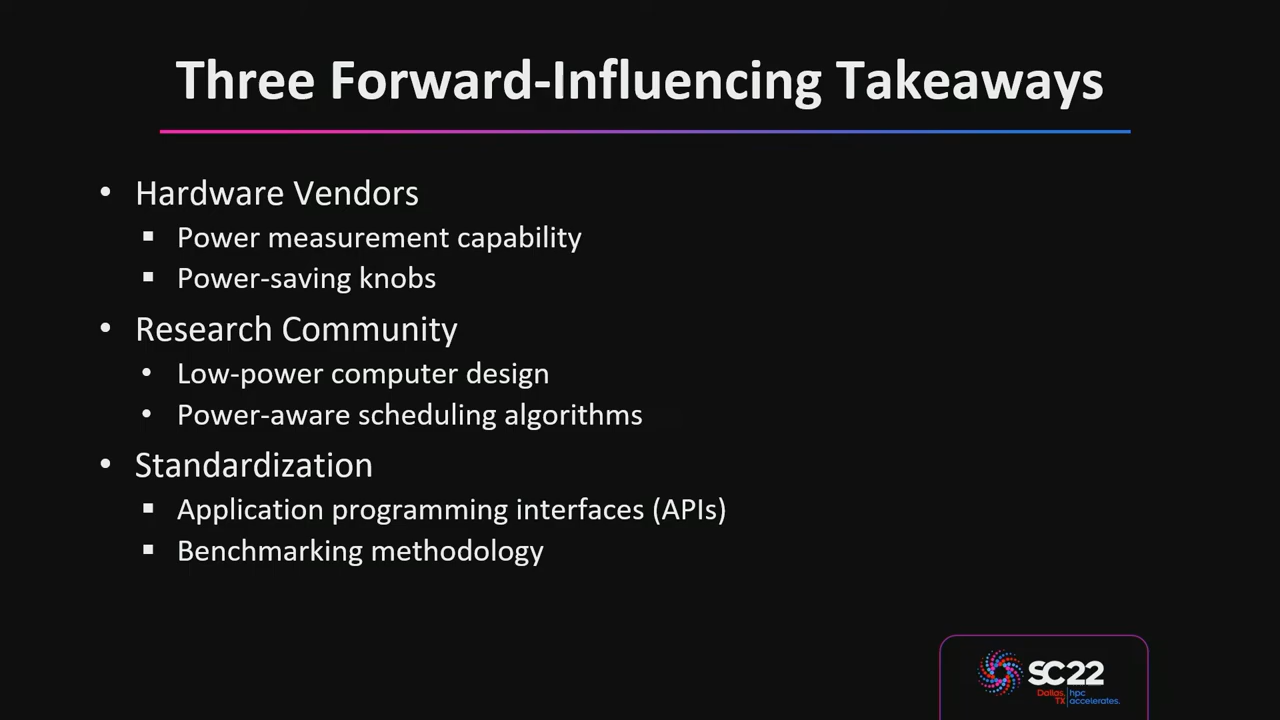 Three Forward-Influencing Takeaways
• Hardware Vendors
▪ Power measurement capability
▪ Power-saving knobs
• Research Community
• Low-power computer design
• Power-aware scheduling algorithms
• Standardization
▪ Application programming interfaces (APIs)
▪ Benchmarking methodology
SC22
Dallas, TX | hpc accelerates.